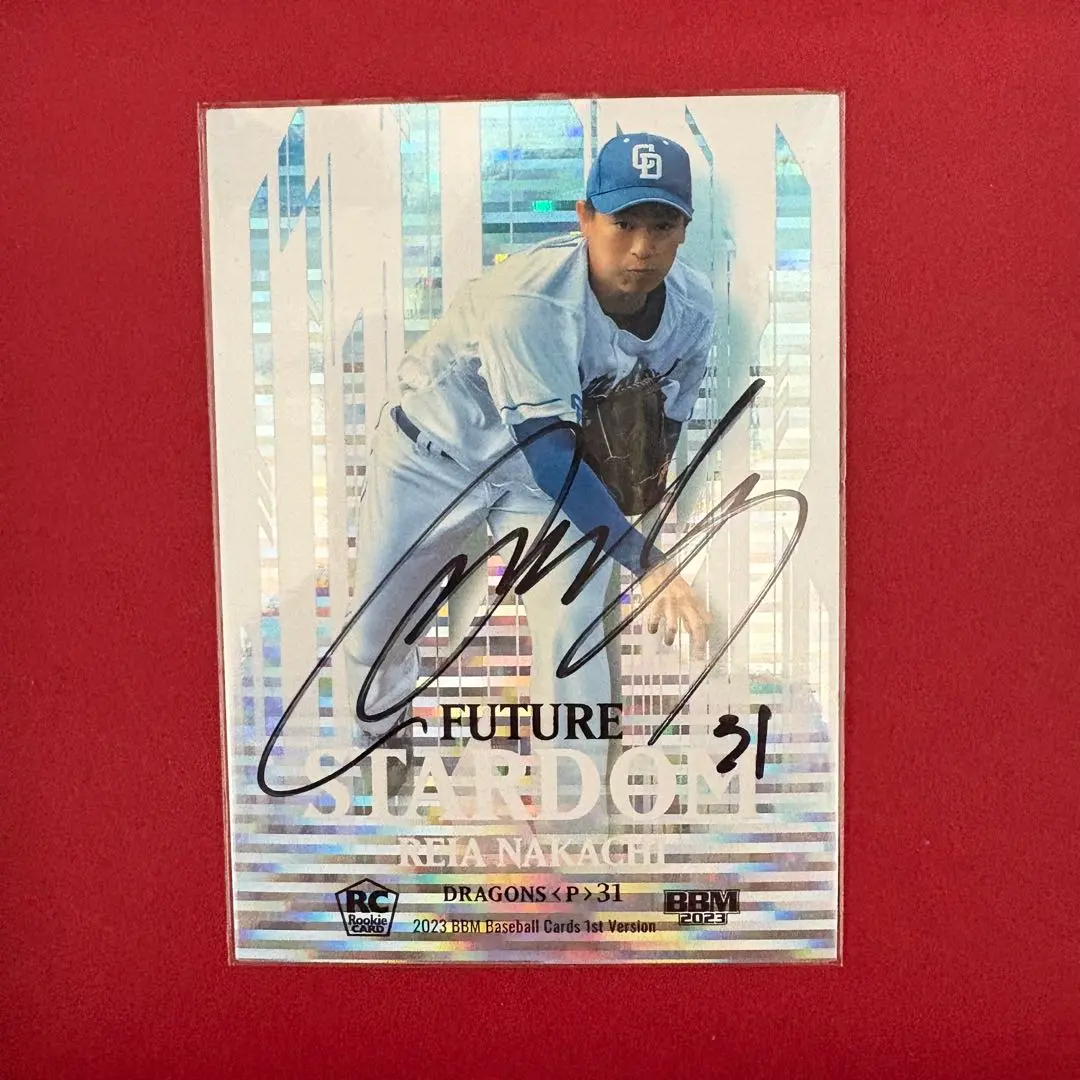 CD
FUTURE
STARDOM
31
REIA NAKACHI
RC
Rookie
CARD
DRAGONS <P> 31
BBM
2023
2023 BBM Baseball Cards 1st Version